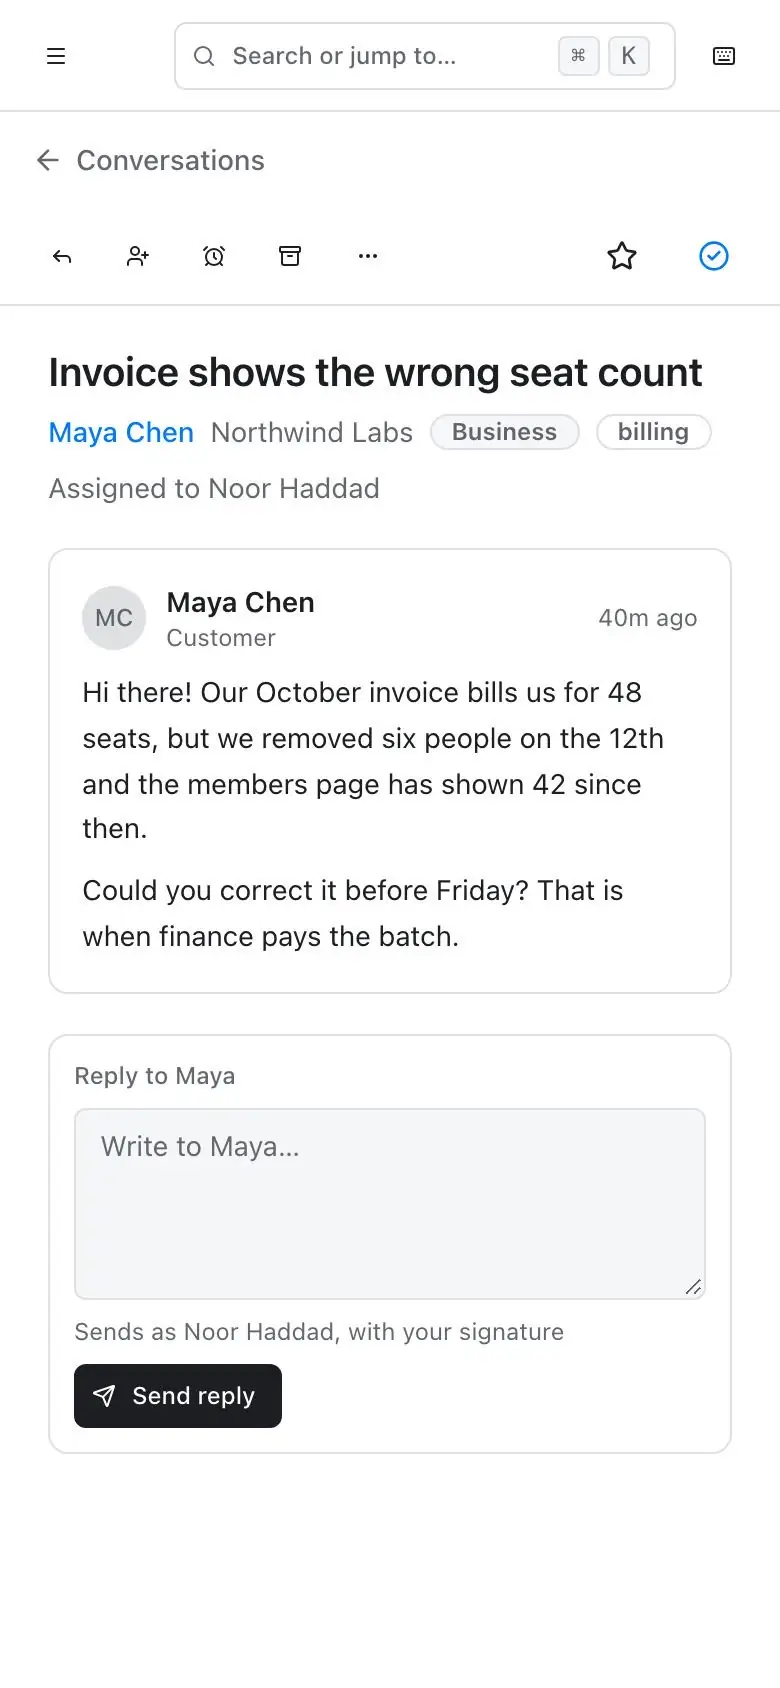 Search or jump to...
⌘ K
Conversations
Invoice shows the wrong seat count
Maya Chen Northwind Labs Business billing
Assigned to Noor Haddad
MC
Maya Chen
Customer
40m ago
Hi there! Our October invoice bills us for 48
seats, but we removed six people on the 12th
and the members page has shown 42 since
then.
Could you correct it before Friday? That is
when finance pays the batch.
Reply to Maya
Write to Maya...
Sends as Noor Haddad, with your signature
Send reply